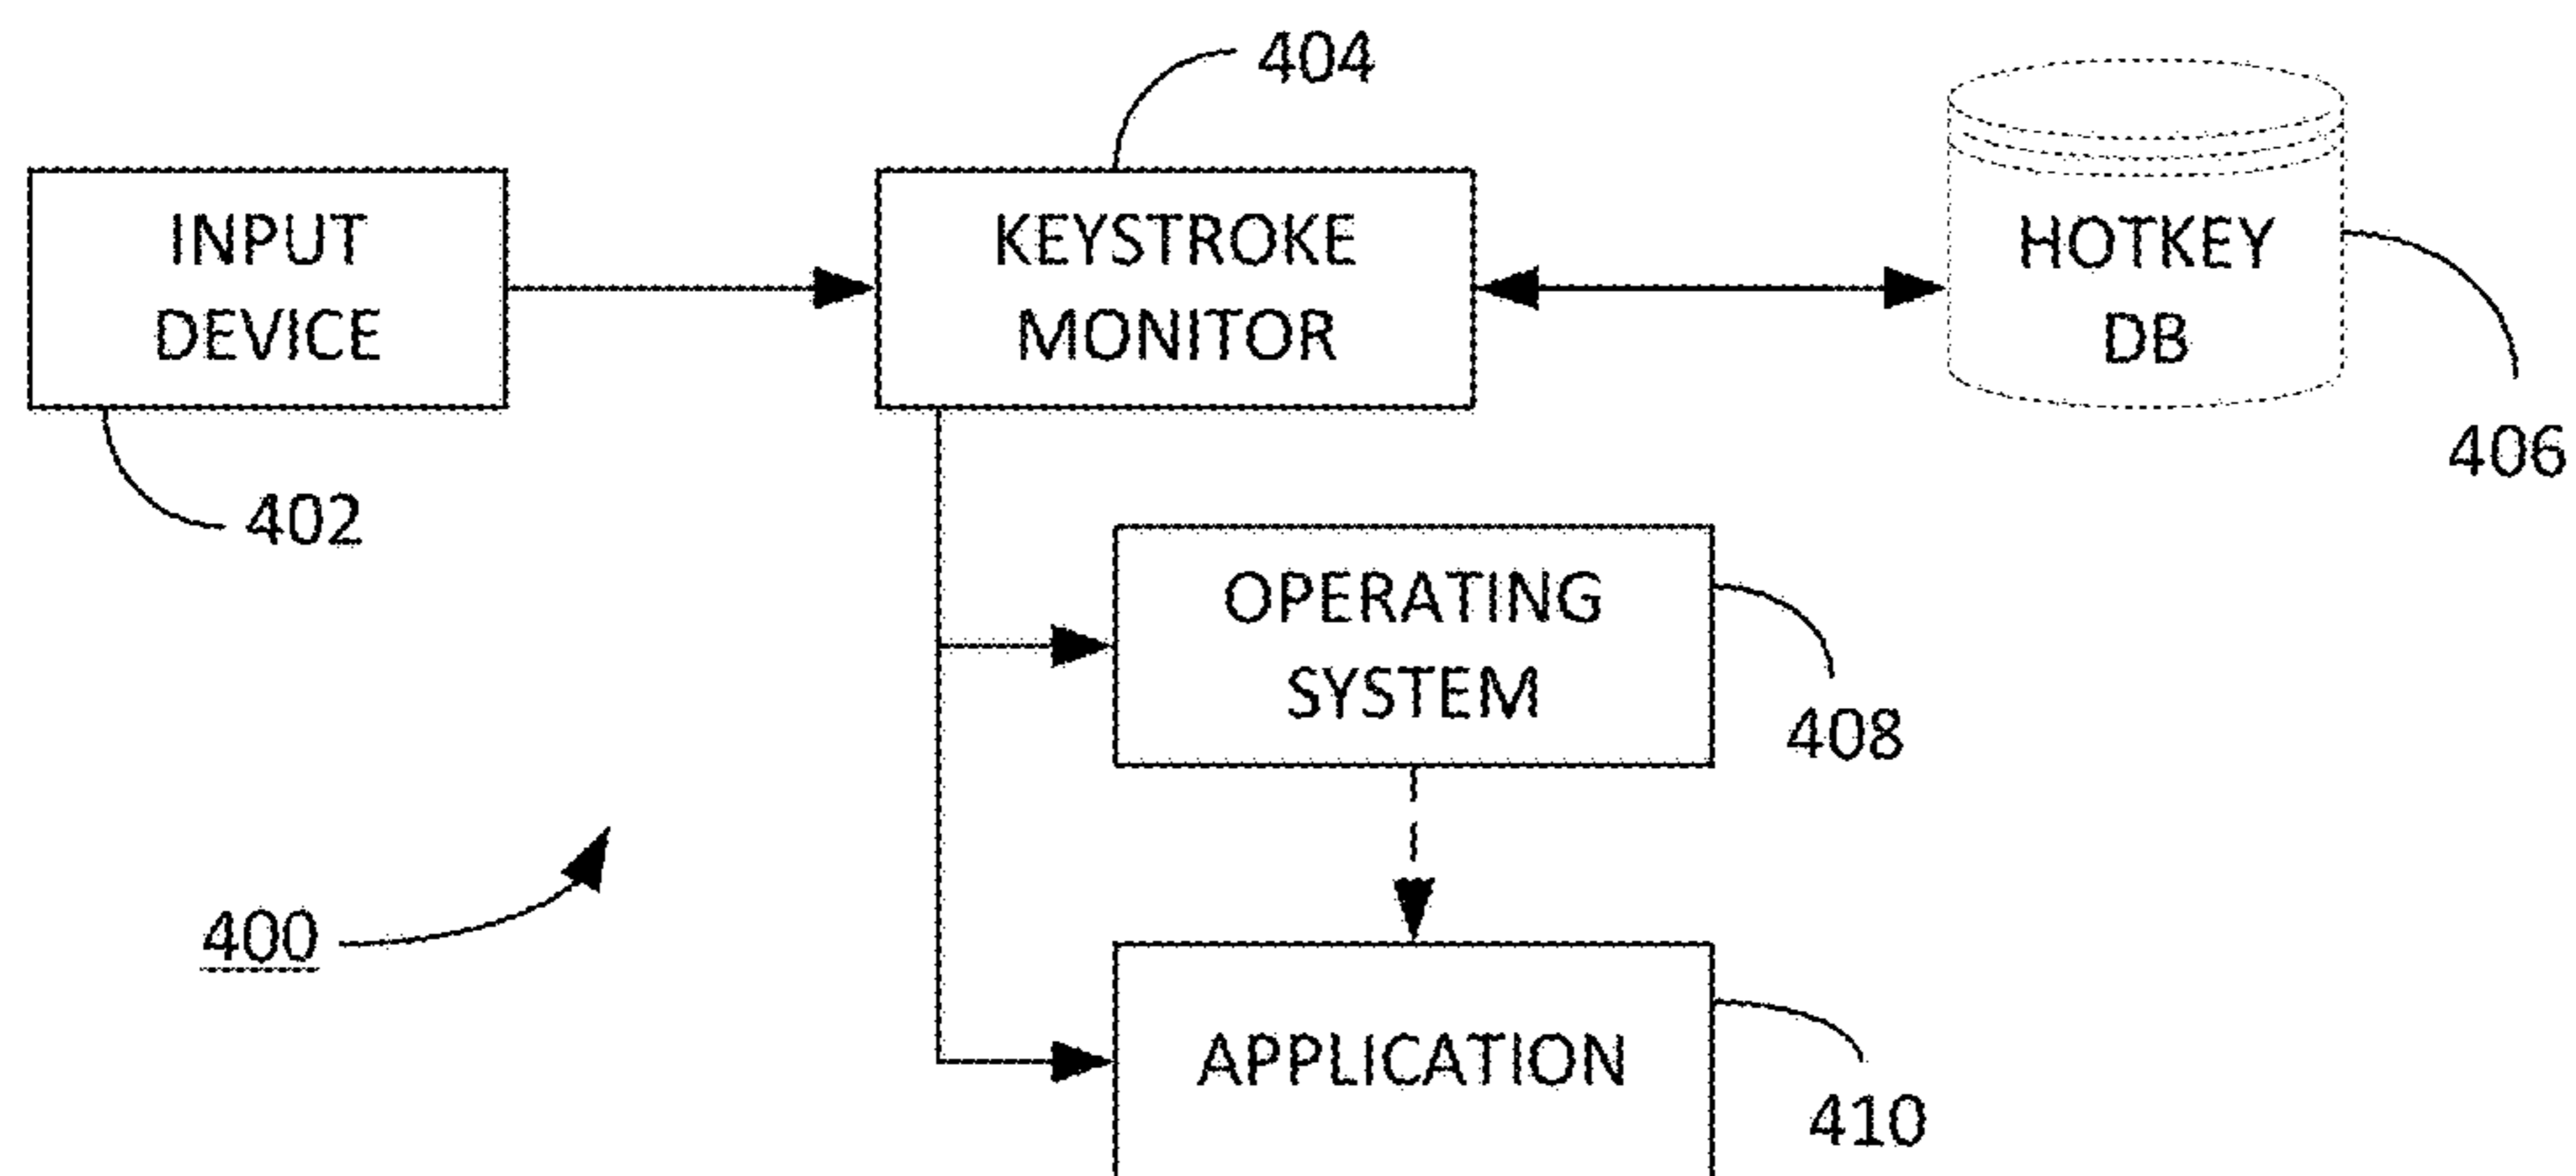 404
INPUT
DEVICE
KEYSTROKE
MONITOR
HOTKEY
DB
406
402
OPERATING
SYSTEM
408
400
APPLICATION
410